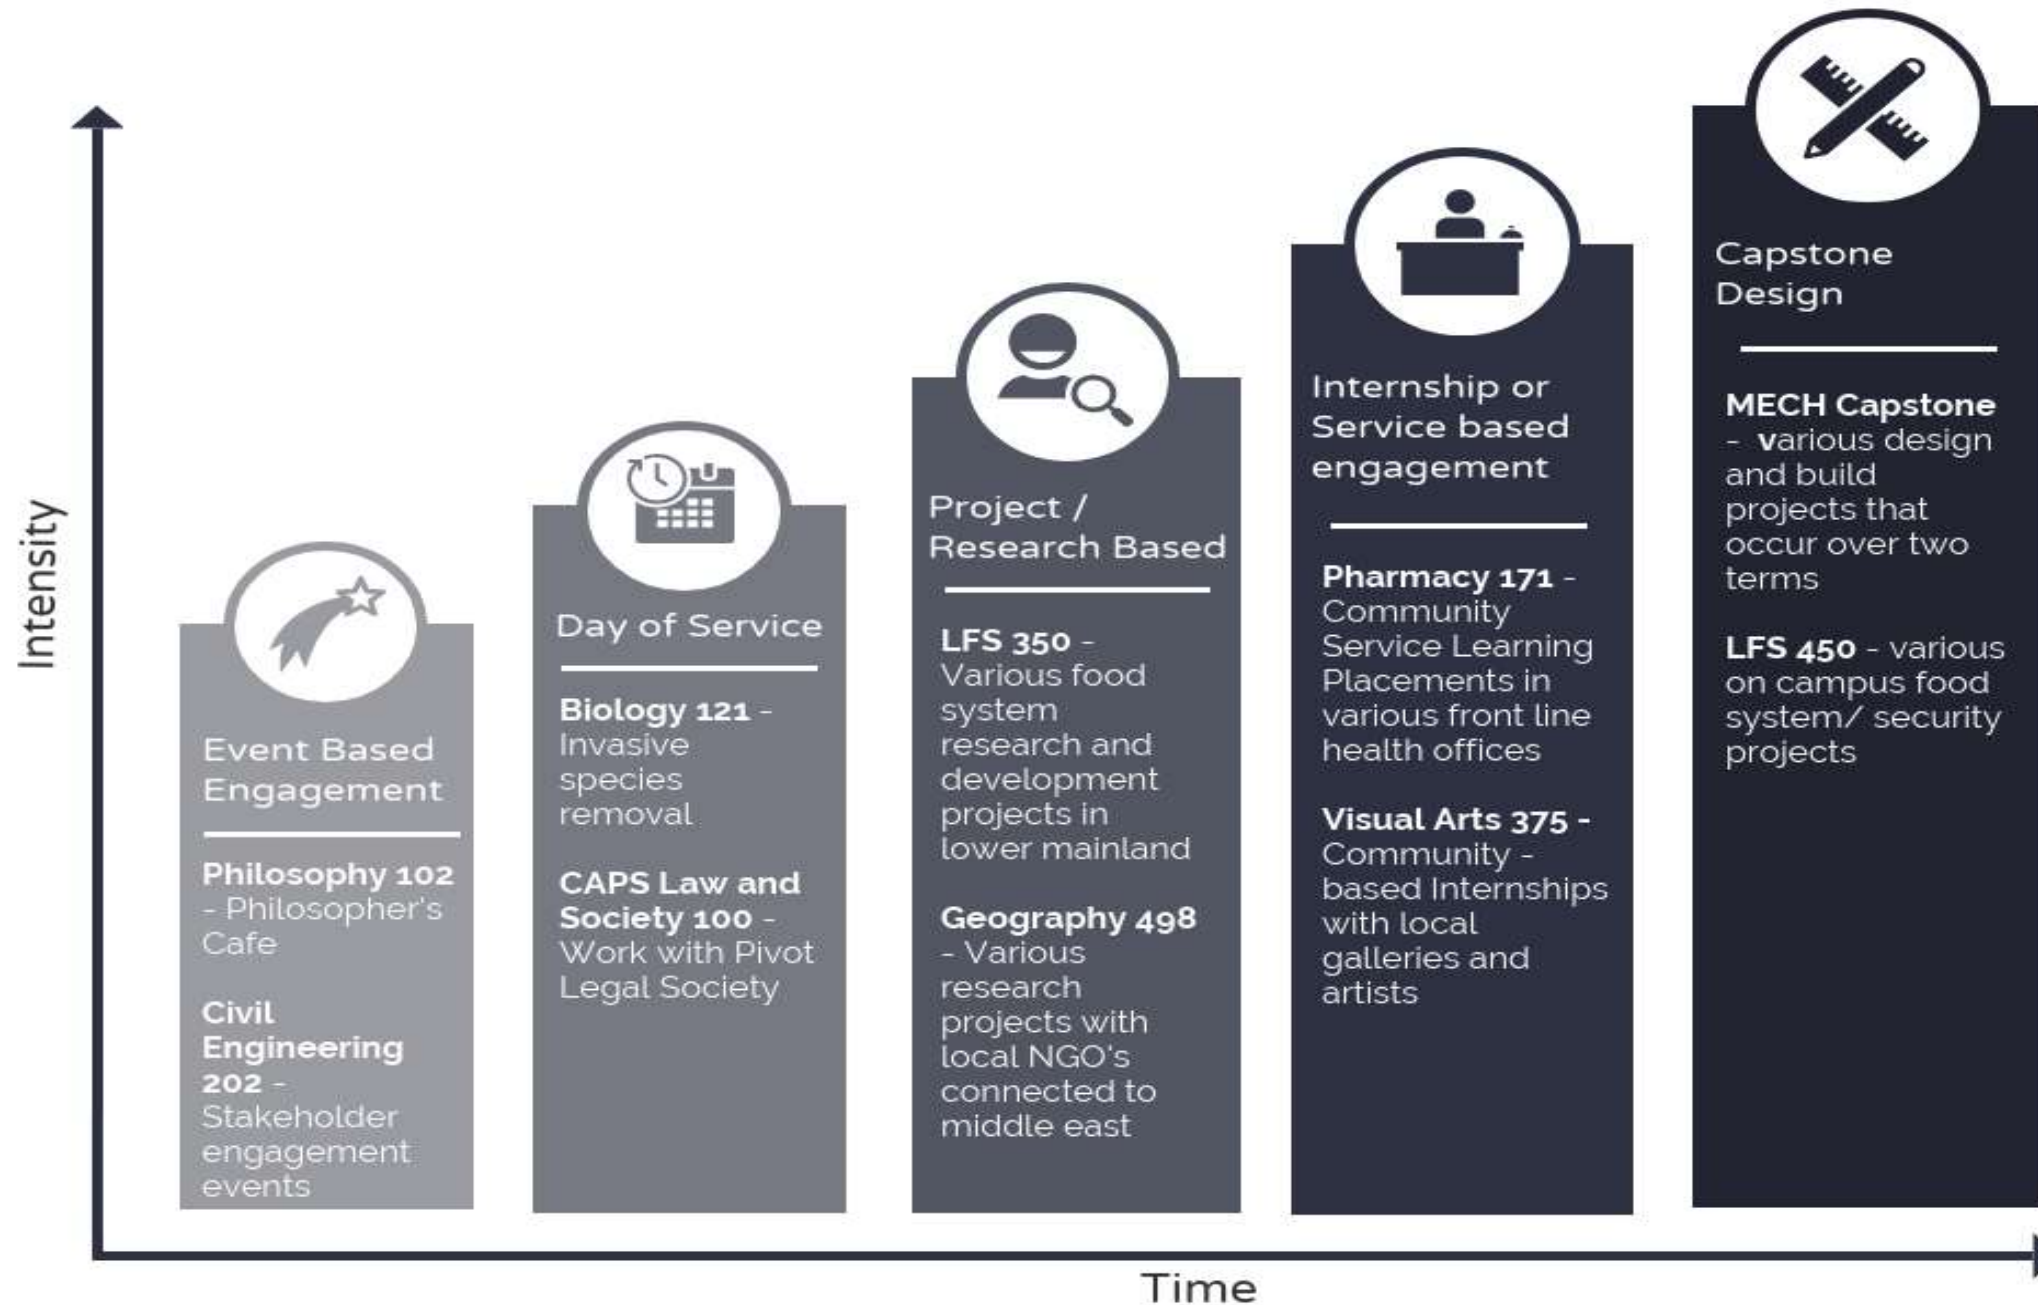 Intensity
Event Based
Engagement
Philosophy 102
- Philosopher's
Cafe
Civil
Engineering
202 -
Stakeholder
engagement
events
Day of Service
Biology 121 -
Invasive
species
removal
CAPS Law and
Society 100 -
Work with Pivot
Legal Society
Project /
Research Based
LFS 350 -
Various food
system
research and
development
projects in
lower mainland
Geography 498
- Various
research
projects with
local NGO's
connected to
middle east
Internship or
Service based
engagement
Pharmacy 171 -
Community
Service Learning
Placements in
various front line
health offices
Visual Arts 375 -
Community -
based Internships
with local
galleries and
artists
Capstone
Design
MECH Capstone
- various design
and build
projects that
occur over two
terms
LFS 450 - various
on campus food
system/ security
projects
Time